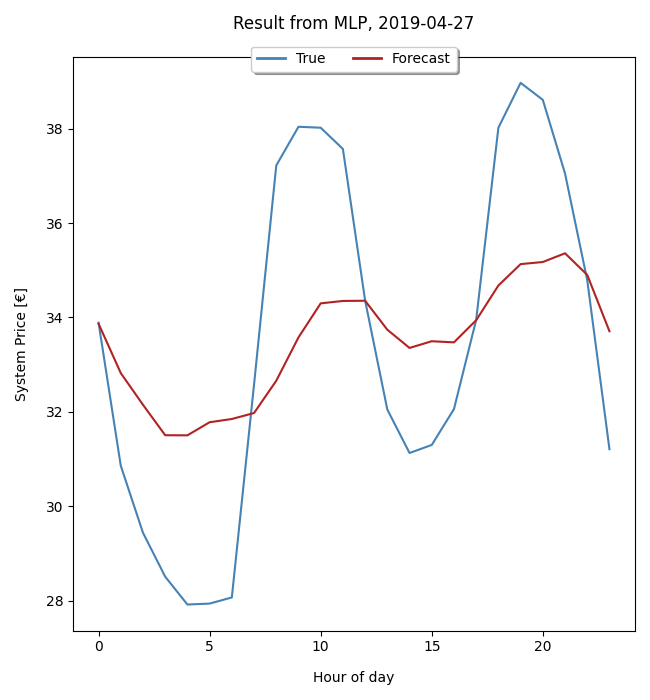 Result from MLP, 2019-04-27
True Forecast
System Price [€]
38
36
34
32
30
28
0 5 10 15 20
Hour of day